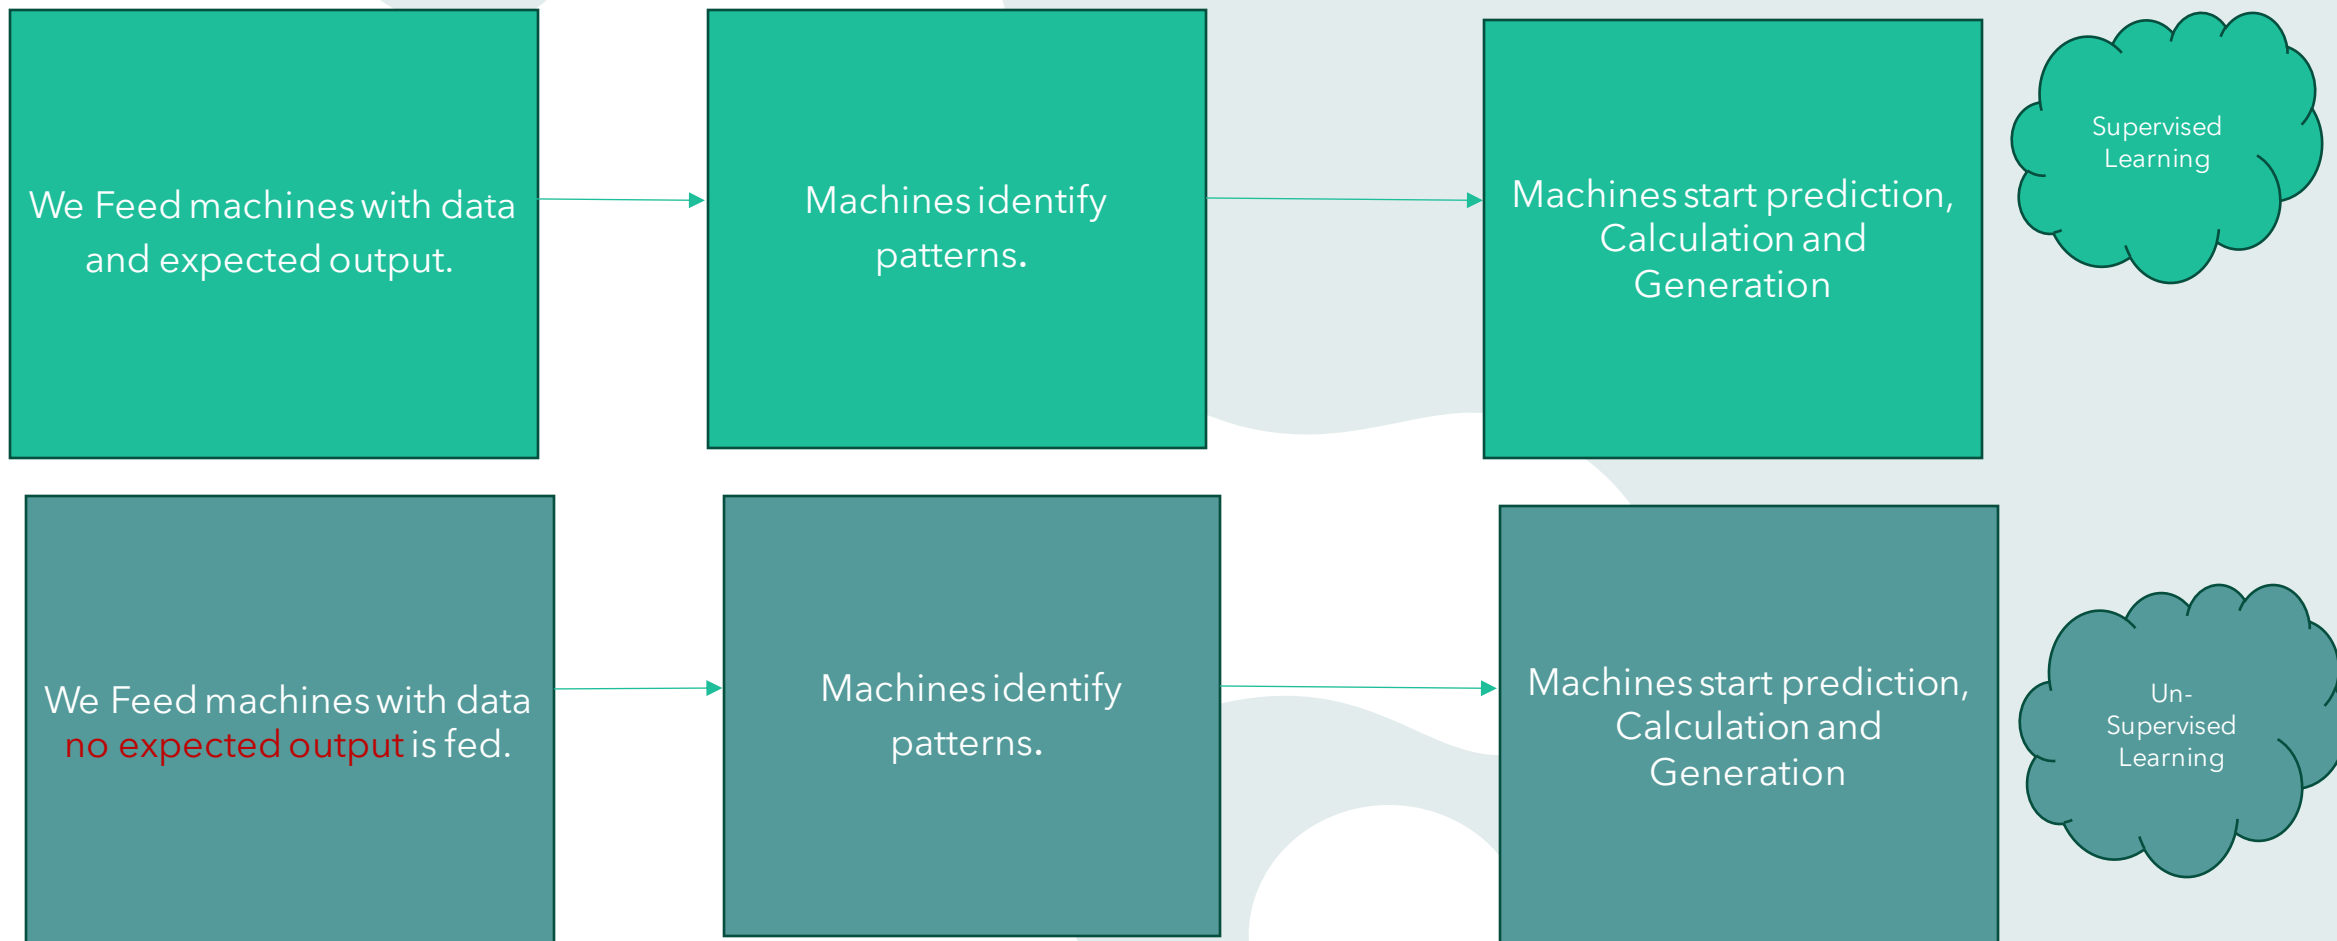 We Feed machines with data
and expected output.
Machines identify
patterns.
Machines start prediction,
Calculation and
Generation
Supervised
Learning
We Feed machines with data
no expected output is fed.
Machines identify
patterns.
Machines start prediction,
Calculation and
Generation
Un-
Supervised
Learning